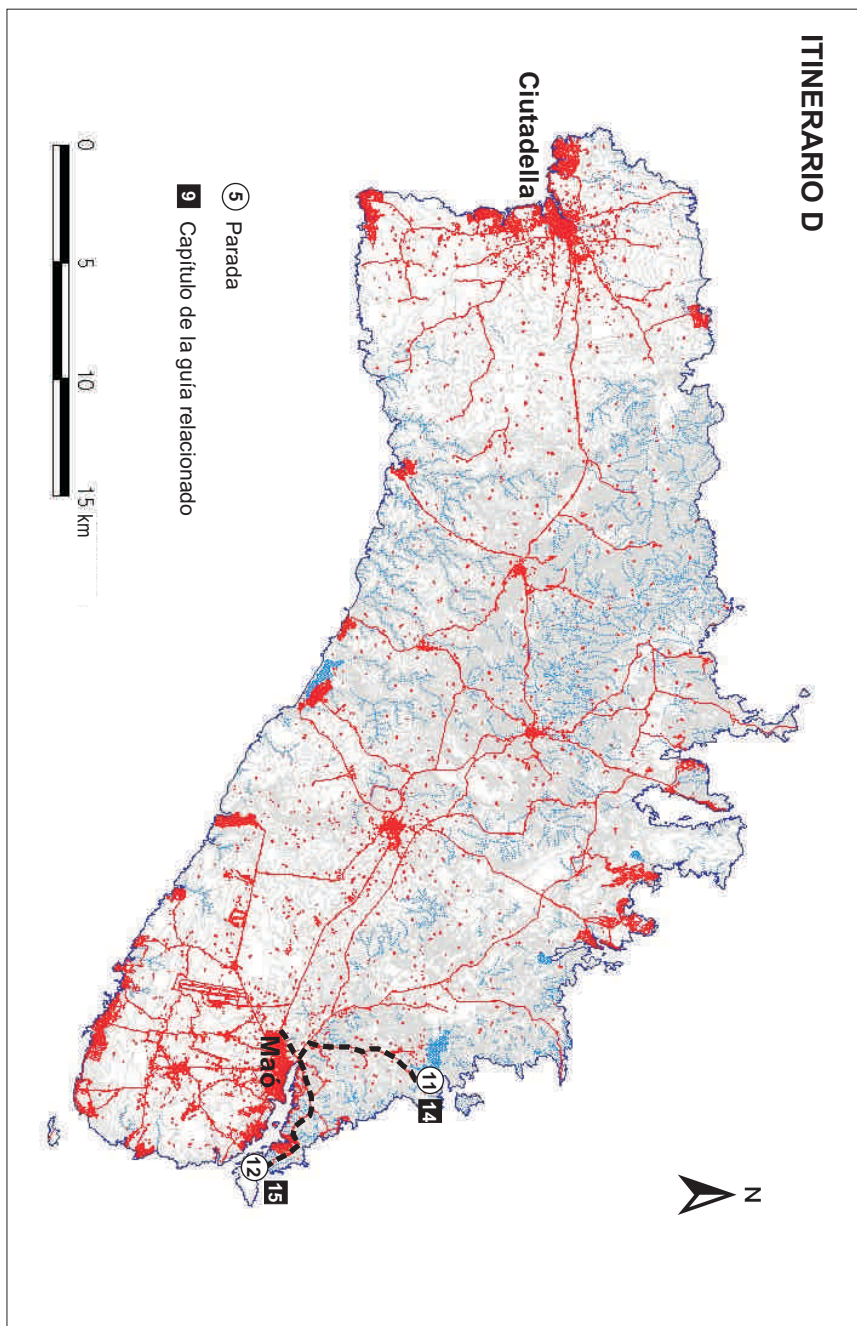 ITINERARIO D
Ciutadella
Maó
11
14
12
15
N
5 Parada
9 Capítulo de la guía relacionado
0 5 10 15 km